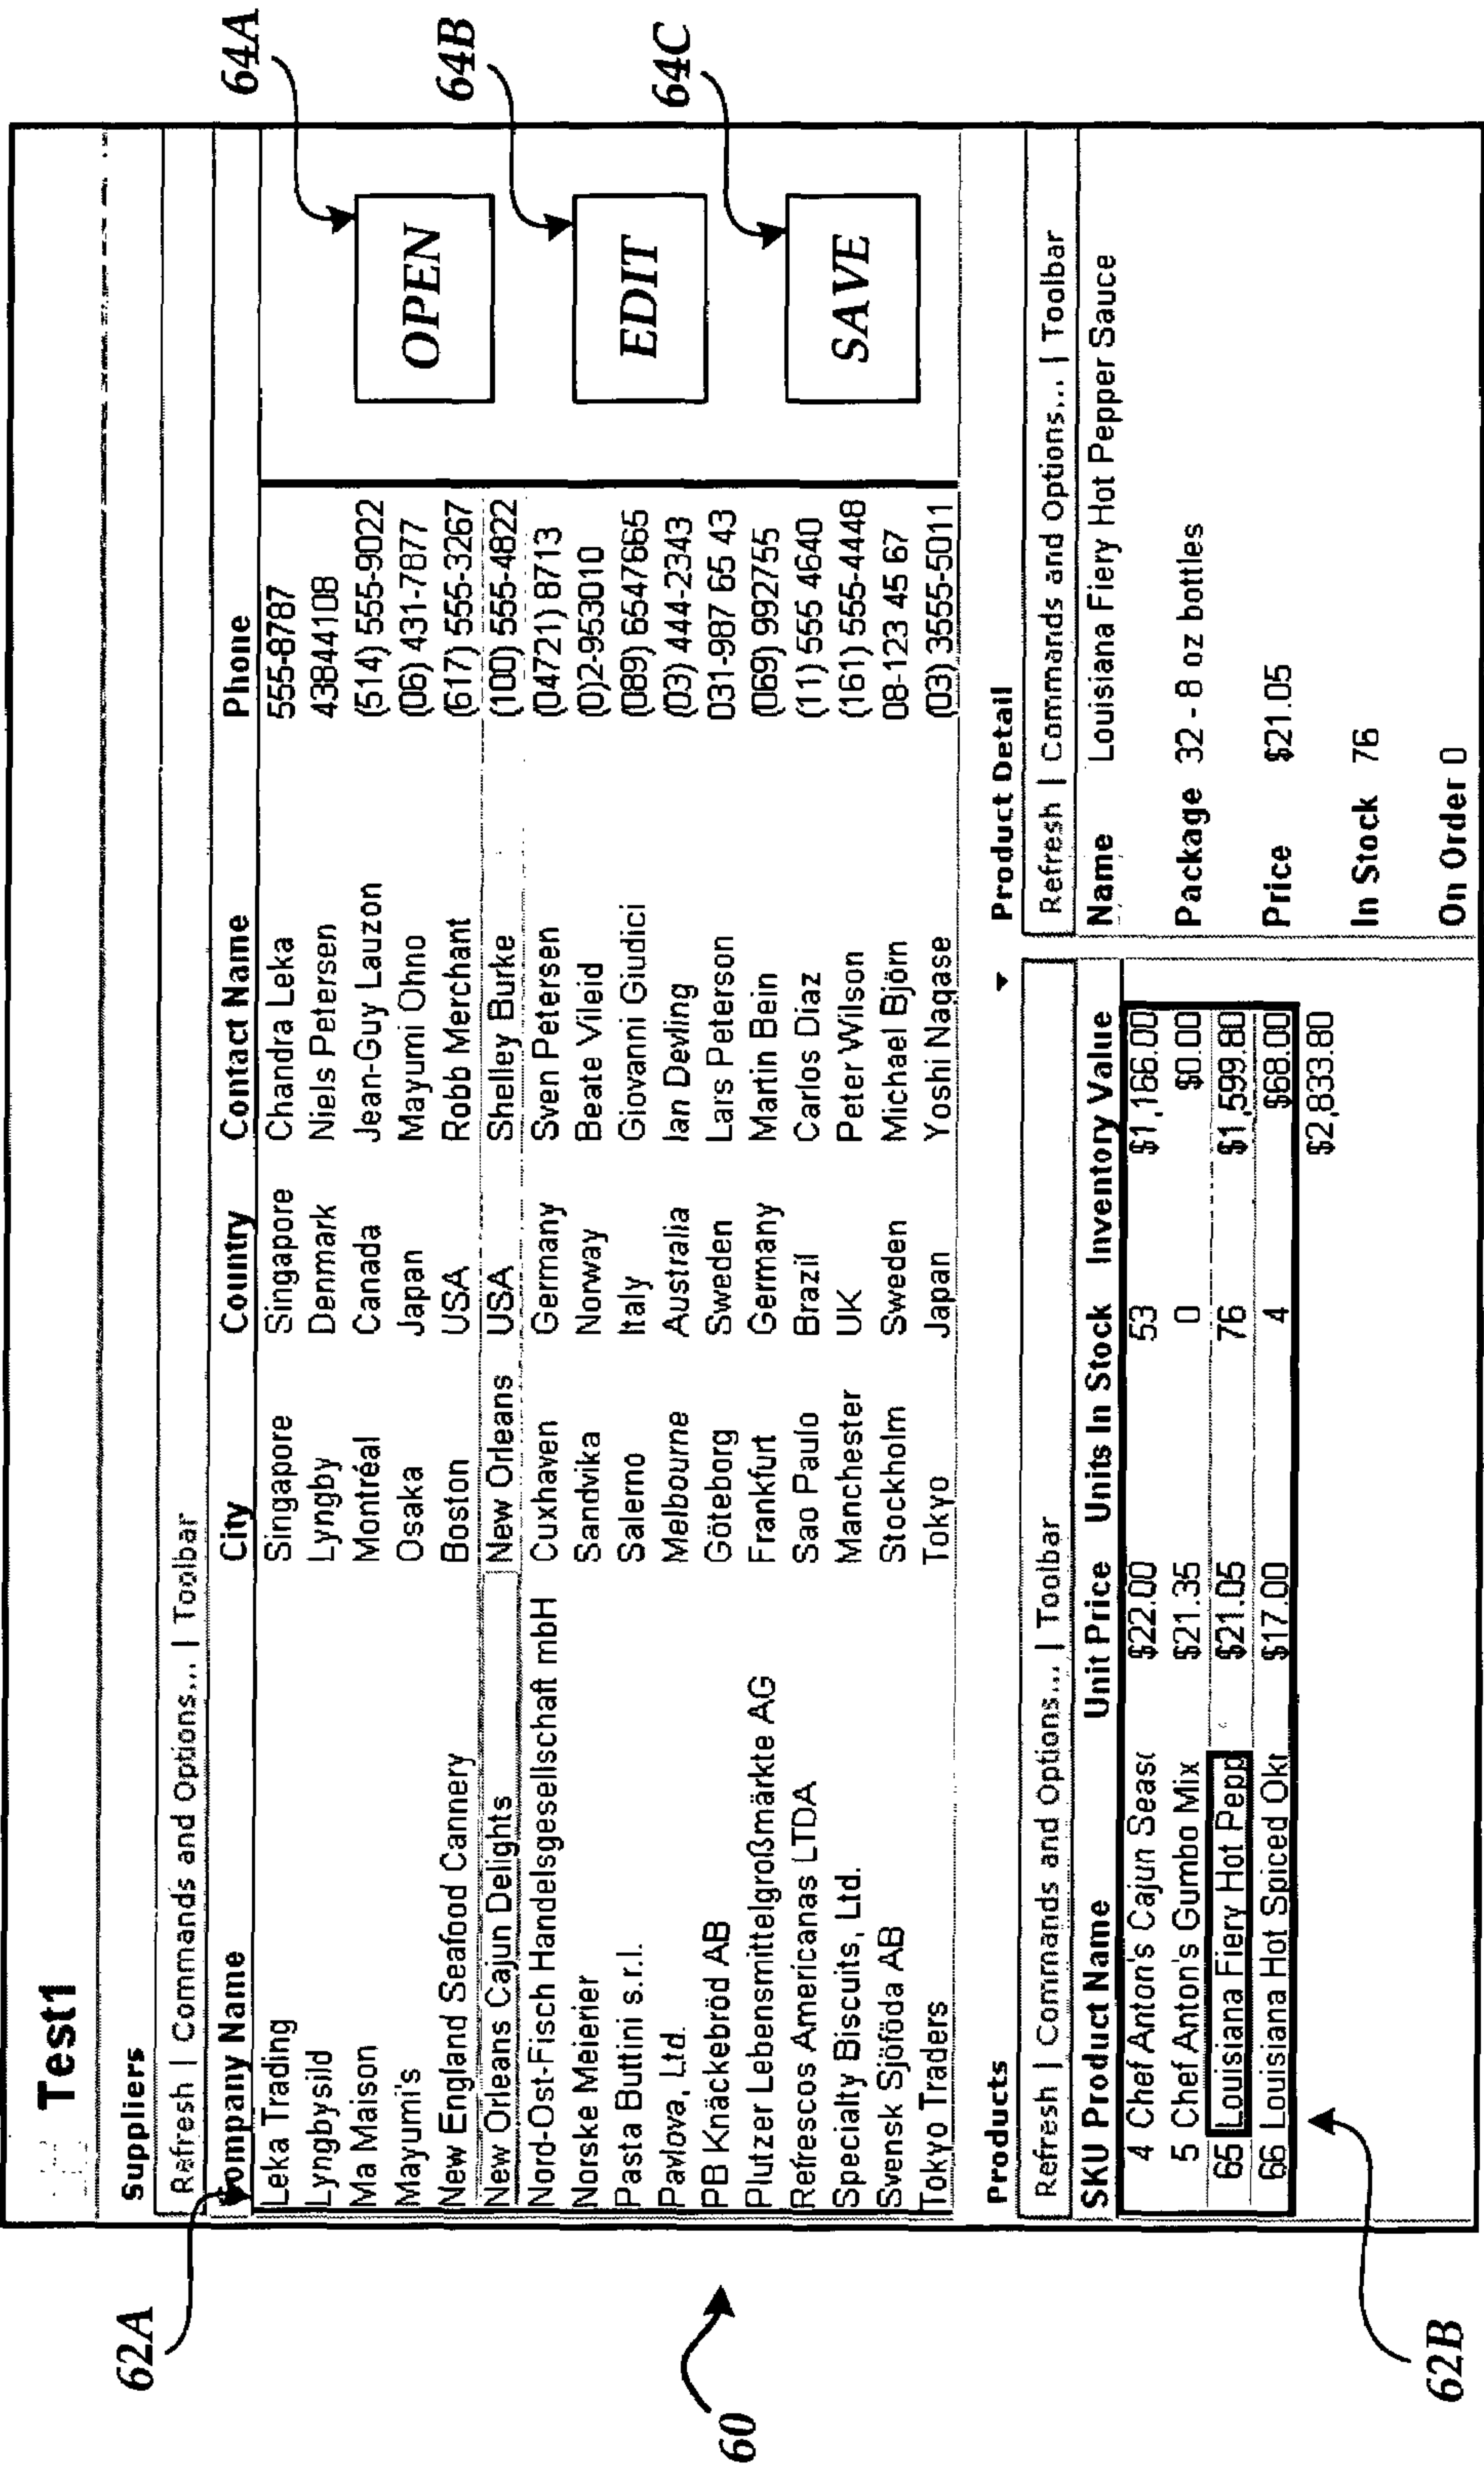 Test1
Suppliers
Refresh | Commands and Options... | Toolbar
Company Name City Country Contact Name Phone
Leka Trading Singapore Singapore Chandra Leka 555-8787
Lyngbysild Lyngby Denmark Niels Petersen 43844108
Ma Maison Montréal Canada Jean-Guy Lauzon (514) 555-9022
Mayumi's Osaka Japan Mayumi Ohno (06) 431-7877
New England Seafood Cannery Boston USA Robb Merchant (617) 555-3267
New Orleans Cajun Delights New Orleans USA Shelley Burke (100) 555-4822
Nord-Ost-Fisch Handelsgesellschaft mbH Cuxhaven Germany Sven Petersen (04721) 8713
Norske Meierier Sandvika Norway Beate Vileid (0)2-953010
Pasta Buttini s.r.l. Salerno Italy Giovanni Giudici (089) 6547665
Pavlova, Ltd. Melbourne Australia Ian Devling (03) 444-2343
PB Knäckebröd AB Göteborg Sweden Lars Peterson 031-987 65 43
Plutzer Lebensmittelgroßmärkte AG Frankfurt Germany Martin Bein (069) 992755
Refrescos Americanas LTDA Sao Paulo Brazil Carlos Diaz (11) 555 4640
Specialty Biscuits, Ltd. Manchester UK Peter Wilson (161) 555-4448
Svensk Sjöföda AB Stockholm Sweden Michael Björn 08-123 45 67
Tokyo Traders Tokyo Japan Yoshi Nagase (03) 3555-5011
OPEN
EDIT
SAVE
64A
64B
64C
62A
60
62B
Products
Refresh | Commands and Options... | Toolbar
SKU Product Name Unit Price Units In Stock Inventory Value
4 Chef Anton's Cajun Seas $22.00 53 $1,166.00
5 Chef Anton's Gumbo Mix $21.35 0 $0.00
65 Louisiana Fiery Hot Pepp $21.05 76 $1,599.80
66 Louisiana Hot Spiced Ok $17.00 4 $68.00
$2,833.80
Product Detail
Refresh | Commands and Options... | Toolbar
Name Louisiana Fiery Hot Pepper Sauce
Package 32 - 8 oz bottles
Price $21.05
In Stock 76
On Order 0